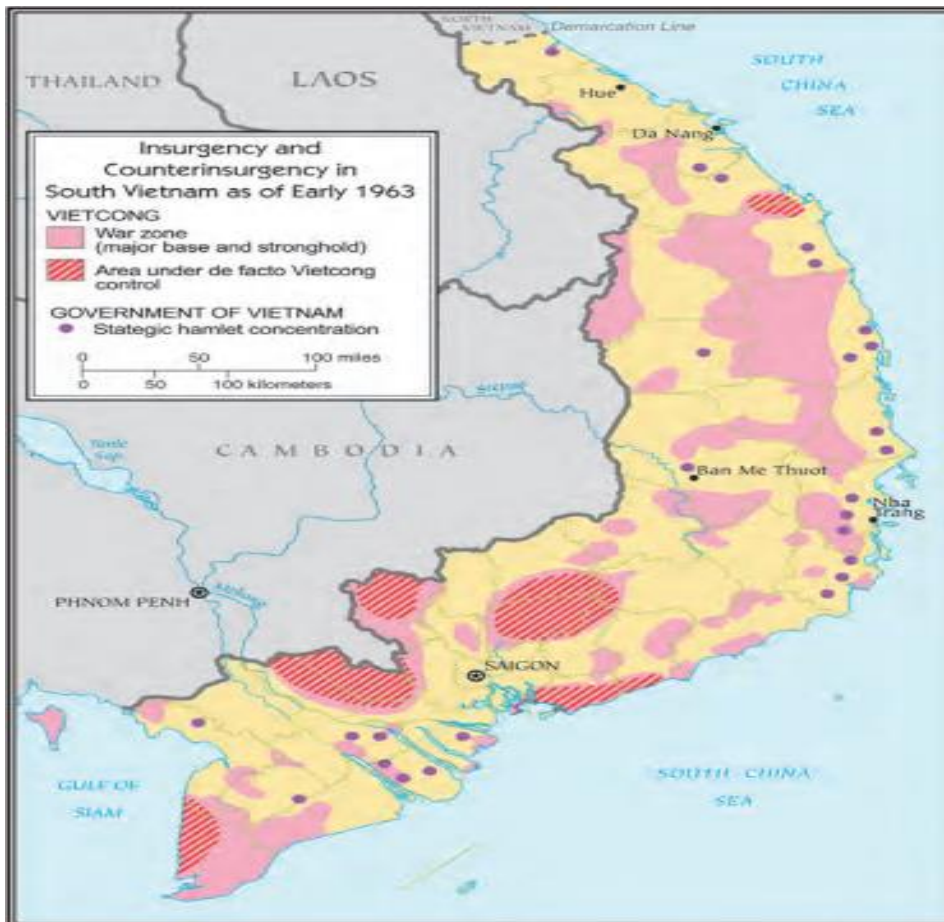 NORTH
VIETNAM
Demarcation Line
THAILAND
LAOS
SOUTH
CHINA
SEA
Hue
Da Nang
Insurgency and
Counterinsurgency in
South Vietnam as of Early 1963
VIETCONG
War zone
(major base and stronghold)
Area under de facto Vietcong
control
GOVERNMENT OF VIETNAM
Stategic hamlet concentration
0 50 100 miles
0 50 100 kilometers
Tonle
Sap
CAMBODIA
Ban Me Thuot
Nha
Trang
PHNOM PENH
Mekong
SAIGON
GULF OF
SIAM
SOUTH CHINA
SEA